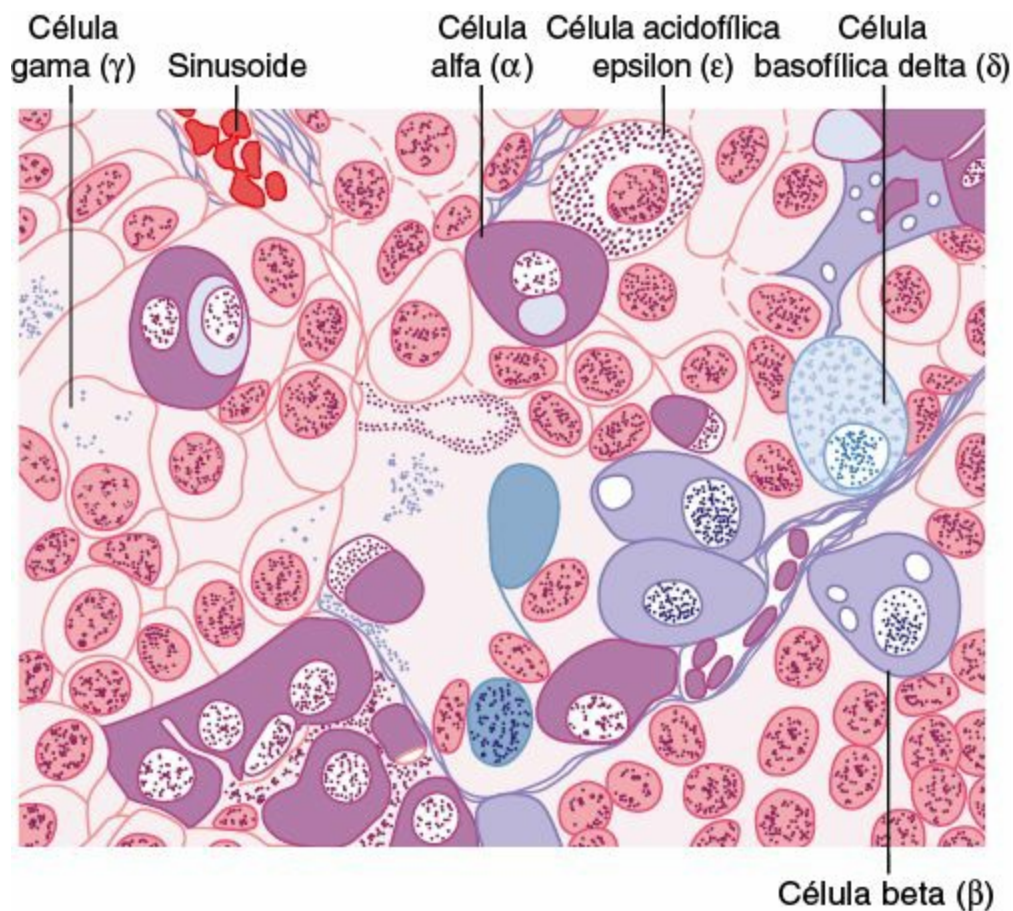 Célula
gama (γ)
Sinusoide
Célula
alfa (α)
Célula acidofílica
epsilon (ε)
Célula
basofílica delta (δ)
Célula beta (β)